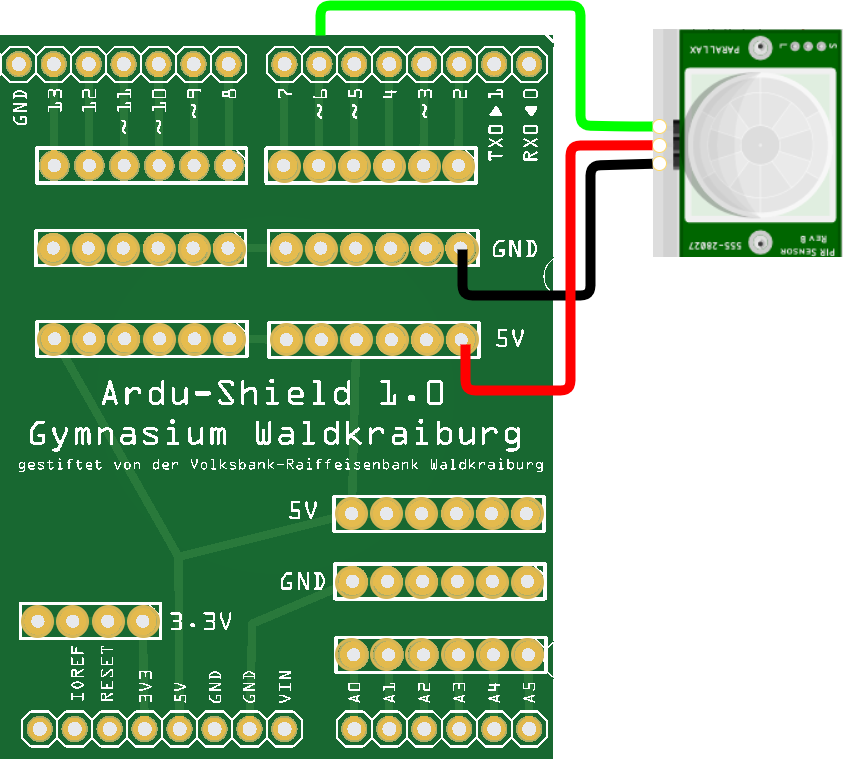 GND 13 12 ~11 ~10 ~9 8 7 ~6 ~5 4 ~3 2 TXO▲1 RXO▼0
GND
5V
Ardu-Shield 1.0
Gymnasium Waldkraiburg
gestiftet von der Volksbank-Raiffeisenbank Waldkraiburg
5V
GND
3.3V
IOREF RESET 3V3 5V GND GND VIN
A0 A1 A2 A3 A4 A5
PARALLAX
L S
555-28027
PIR SENSOR
REV B